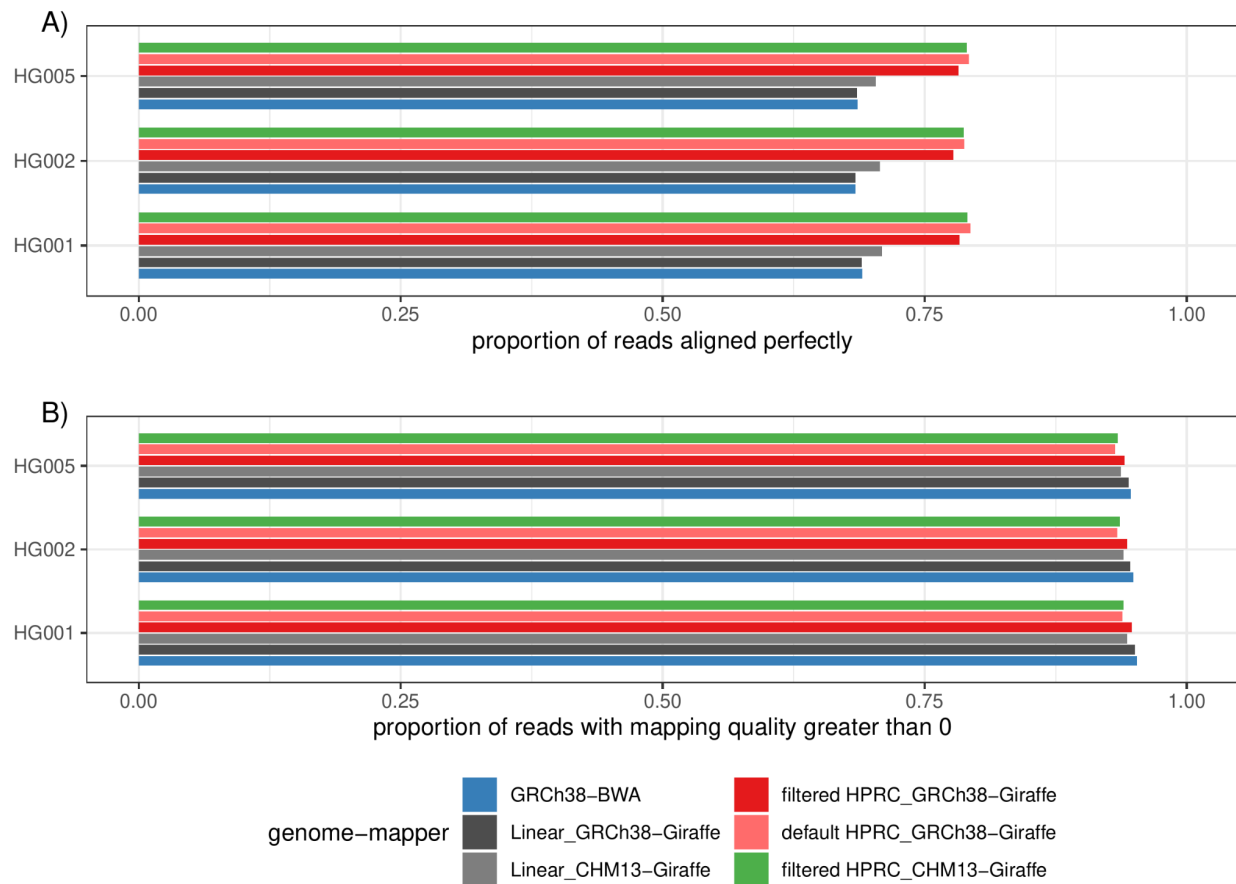 A)
HG005
HG002
HG001
0.00 0.25 0.50 0.75 1.00
proportion of reads aligned perfectly
B)
HG005
HG002
HG001
0.00 0.25 0.50 0.75 1.00
proportion of reads with mapping quality greater than 0
genome−mapper
GRCh38−BWA
Linear_GRCh38−Giraffe
Linear_CHM13−Giraffe
filtered HPRC_GRCh38−Giraffe
default HPRC_GRCh38−Giraffe
filtered HPRC_CHM13−Giraffe